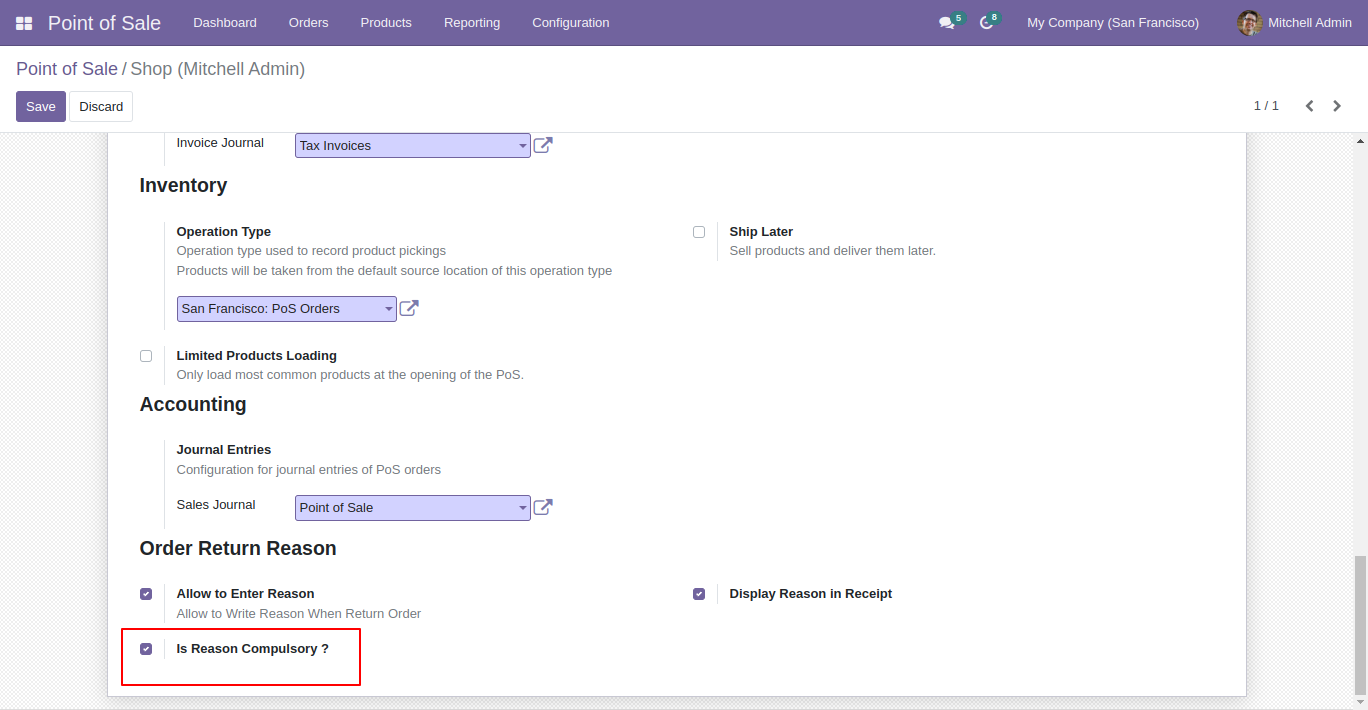 Point of Sale Dashboard Orders Products Reporting Configuration 5 8 My Company (San Francisco) Mitchell Admin
Point of Sale / Shop (Mitchell Admin)
Save Discard 1 / 1
Invoice Journal Tax Invoices
Inventory
Operation Type
Operation type used to record product pickings
Products will be taken from the default source location of this operation type
San Francisco: PoS Orders
Ship Later
Sell products and deliver them later.
Limited Products Loading
Only load most common products at the opening of the PoS.
Accounting
Journal Entries
Configuration for journal entries of PoS orders
Sales Journal Point of Sale
Order Return Reason
Allow to Enter Reason
Allow to Write Reason When Return Order
Display Reason in Receipt
Is Reason Compulsory ?